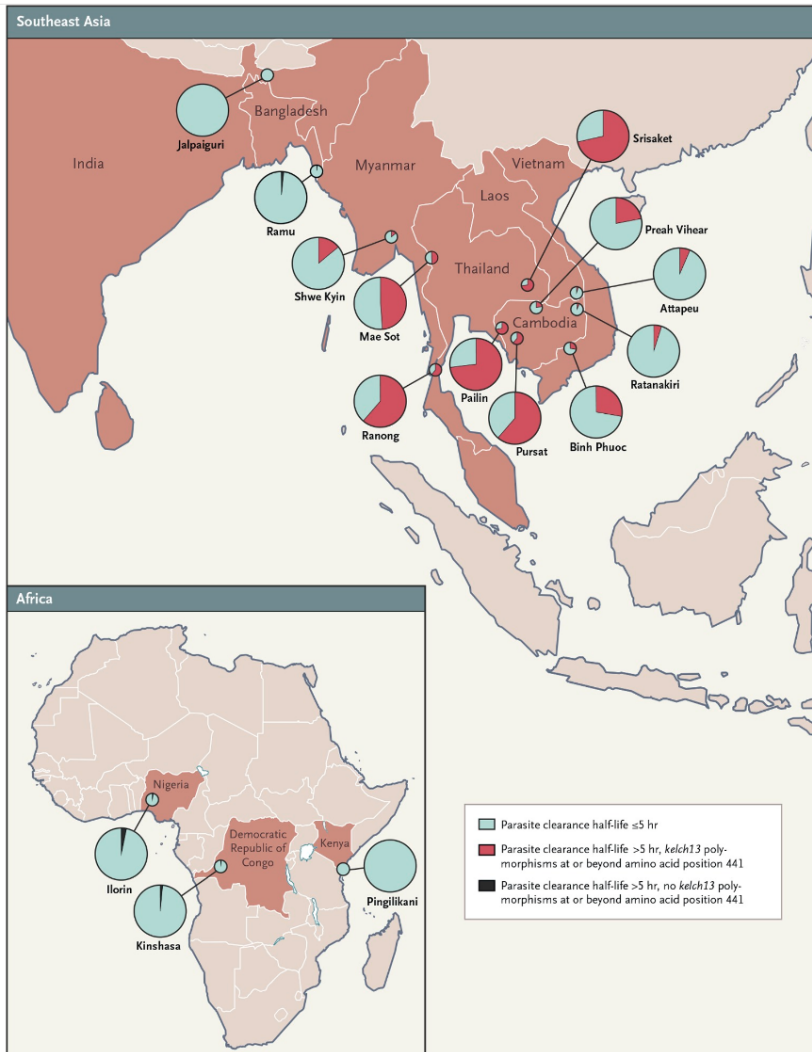 Southeast Asia
Bangladesh
Jalpaiguri
India
Myanmar
Srisaket
Vietnam
Laos
Ramu
Preah Vihear
Thailand
Shwe Kyin
Attapeu
Mae Sot
Cambodia
Ratanakiri
Pailin
Ranong
Pursat
Binh Phuoc
Africa
Nigeria
Democratic
Republic of
Congo
Kenya
Ilorin
Pingilikani
Kinshasa
Parasite clearance half-life ≤5 hr
Parasite clearance half-life >5 hr, kelch13 poly-
morphisms at or beyond amino acid position 441
Parasite clearance half-life >5 hr, no kelch13 poly-
morphisms at or beyond amino acid position 441